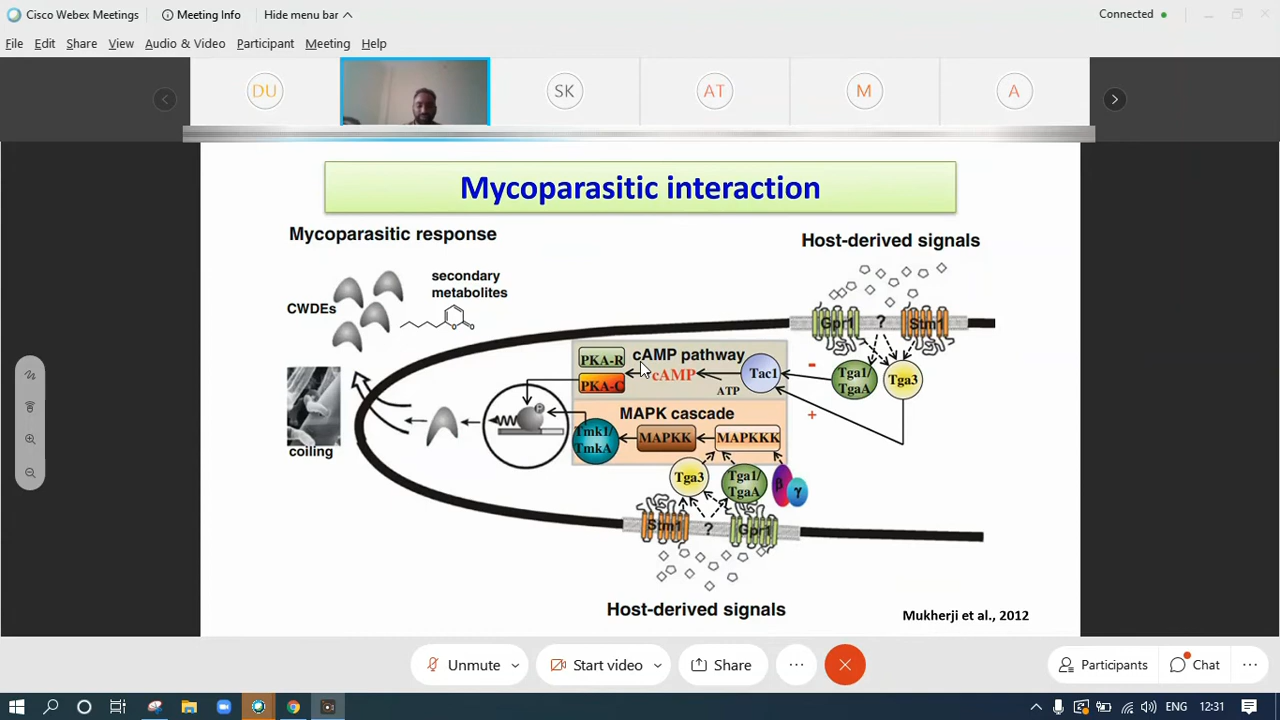 Cisco Webex Meetings
Meeting Info
Hide menu bar
Connected
File Edit Share View Audio & Video Participant Meeting Help
DU
SK
AT
M
A
Mycoparasitic interaction
Mycoparasitic response
Host-derived signals
secondary
metabolites
CWDEs
Gpr1
?
Stm1
PKA-R
cAMP pathway
cAMP
Tac1
-
Tga1/
TgaA
Tga3
PKA-C
ATP
MAPK cascade
+
P
Tmk1/
TmkA
MAPKK
MAPKKK
coiling
Tga3
Tga1/
TgaA
β
γ
Stm1
?
Gpr1
Host-derived signals
Mukherji et al., 2012
Unmute
Start video
Share
Participants
Chat
ENG
12:31